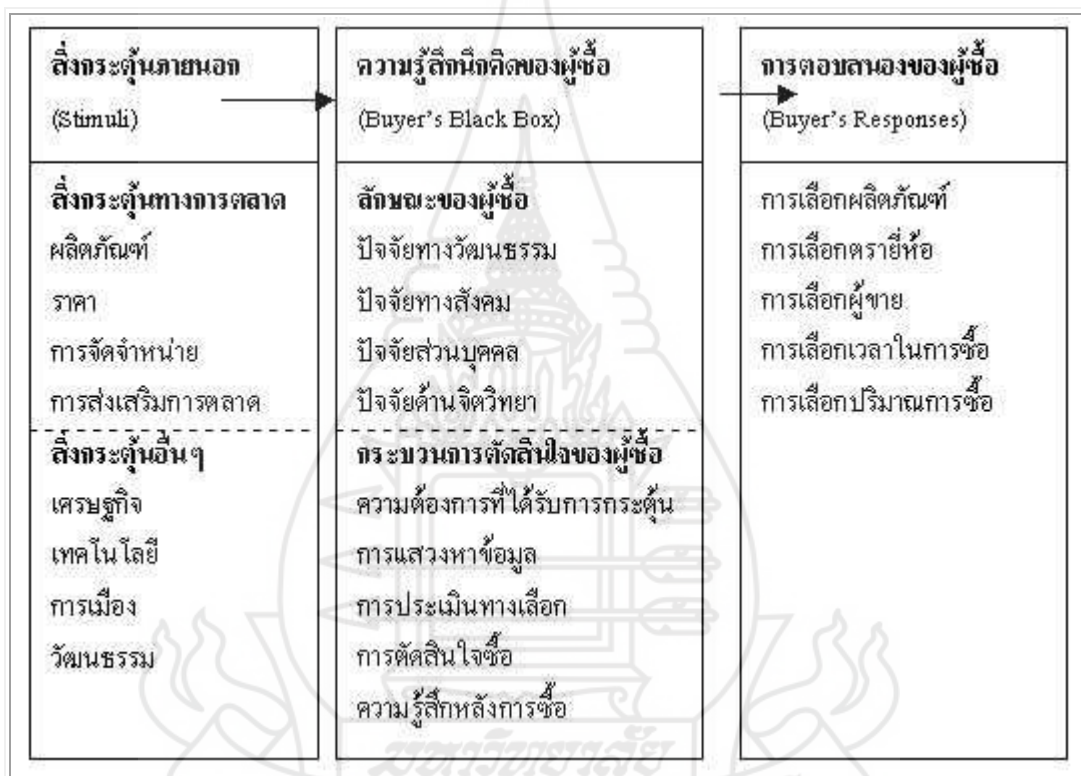 สิ่งกระตุ้นภายนอก
(Stimuli)
สิ่งกระตุ้นทางการตลาด
ผลิตภัณฑ์
ราคา
การจัดจำหน่าย
การส่งเสริมการตลาด
สิ่งกระตุ้นอื่นๆ
เศรษฐกิจ
เทคโนโลยี
การเมือง
วัฒนธรรม
ความรู้สึกนึกคิดของผู้ซื้อ
(Buyer's Black Box)
ลักษณะของผู้ซื้อ
ปัจจัยทางวัฒนธรรม
ปัจจัยทางสังคม
ปัจจัยส่วนบุคคล
ปัจจัยด้านจิตวิทยา
กระบวนการตัดสินใจของผู้ซื้อ
ความต้องการที่ได้รับการกระตุ้น
การแสวงหาข้อมูล
การประเมินทางเลือก
การตัดสินใจซื้อ
ความรู้สึกหลังการซื้อ
การตอบสนองของผู้ซื้อ
(Buyer's Responses)
การเลือกผลิตภัณฑ์
การเลือกตรายี่ห้อ
การเลือกผู้ขาย
การเลือกเวลาในการซื้อ
การเลือกปริมาณการซื้อ
มหาวิทยาลัย